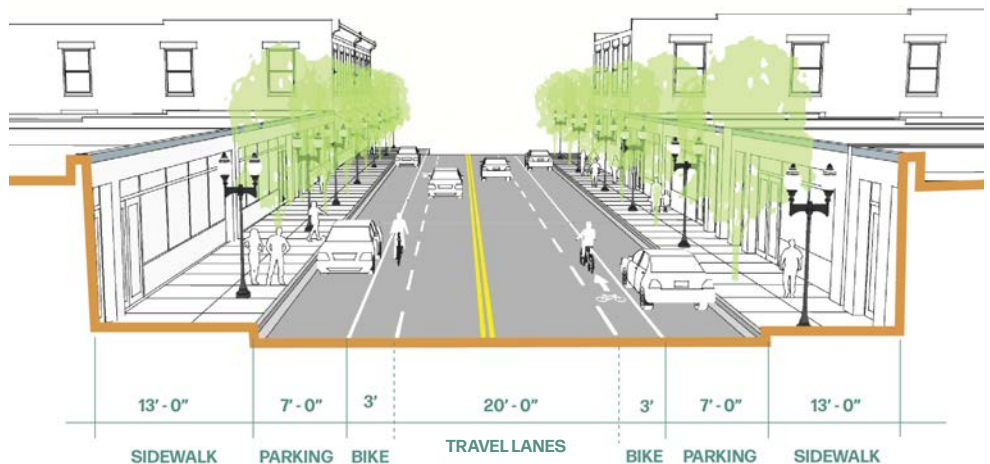 13' - 0" 7' - 0" 3' 20' - 0" 3' 7' - 0" 13' - 0"
SIDEWALK PARKING BIKE TRAVEL LANES BIKE PARKING SIDEWALK